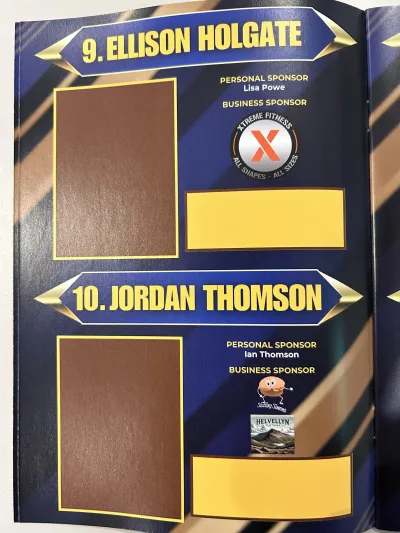 9. ELLISON HOLGATE
PERSONAL SPONSOR
Lisa Powe
BUSINESS SPONSOR
XTREME FITNESS
X
ALL SHAPES - ALL SIZES
10. JORDAN THOMSON
PERSONAL SPONSOR
Ian Thomson
BUSINESS SPONSOR
HELVELLYN